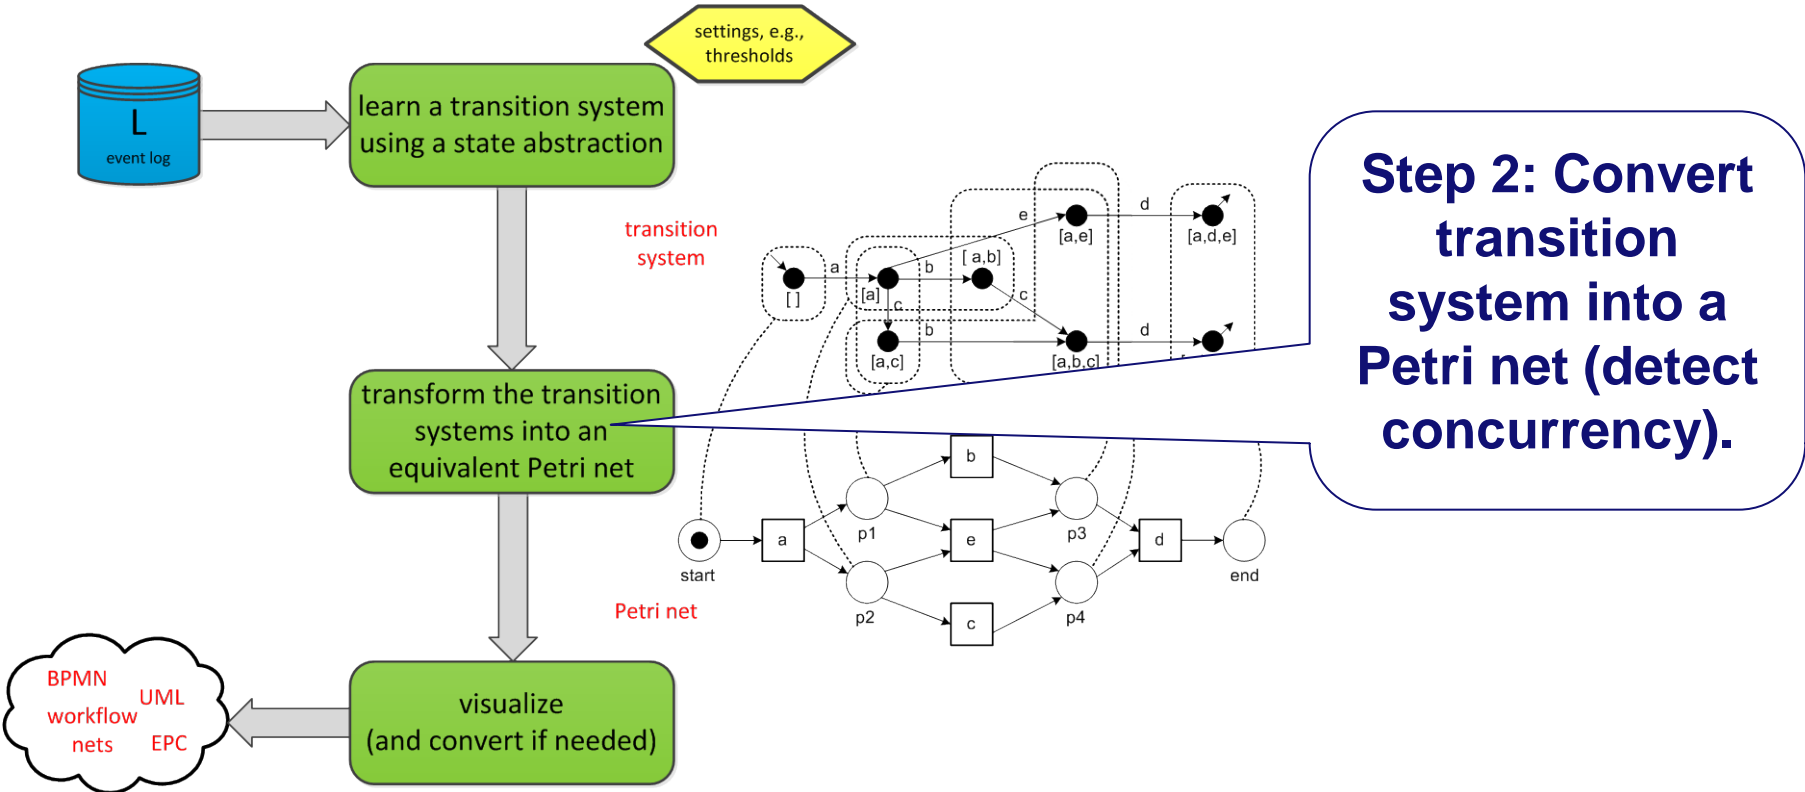 settings, e.g.,
thresholds
L
event log
learn a transition system
using a state abstraction
transition
system
[ ]
a
[a]
b
[ a,b]
e
[a,e]
d
[a,d,e]
c
c
[a,c]
b
[a,b,c]
d
Step 2: Convert
transition
system into a
Petri net (detect
concurrency).
transform the transition
systems into an
equivalent Petri net
start
a
p1
p2
b
e
c
p3
p4
d
end
Petri net
BPMN
UML
workflow
nets
EPC
visualize
(and convert if needed)